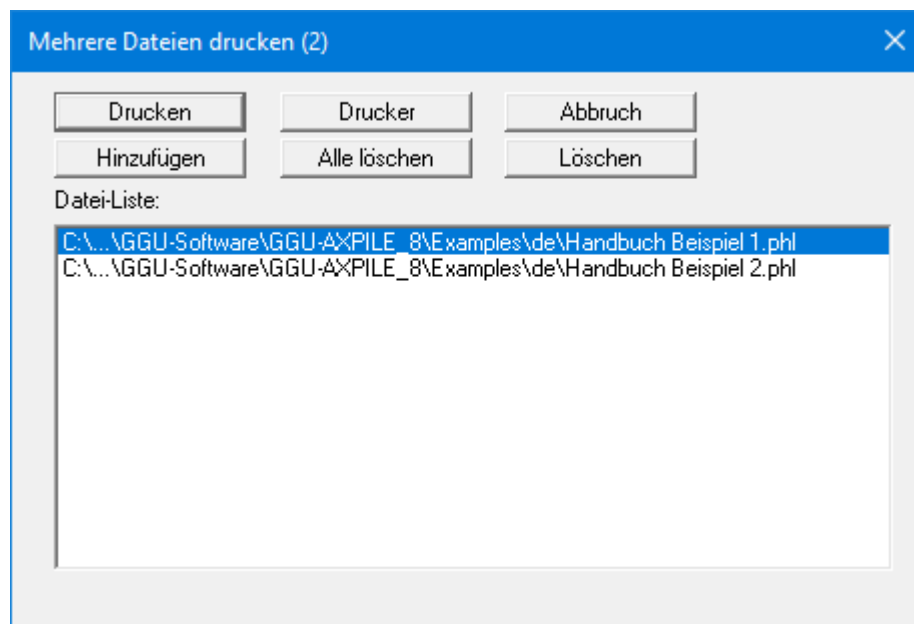 Mehrere Dateien drucken (2)
Drucken Drucker Abbruch
Hinzufügen Alle löschen Löschen
Datei-Liste:
C:\...\GGU-Software\GGU-AXPILE_8\Examples\de\Handbuch Beispiel 1.phl
C:\...\GGU-Software\GGU-AXPILE_8\Examples\de\Handbuch Beispiel 2.phl